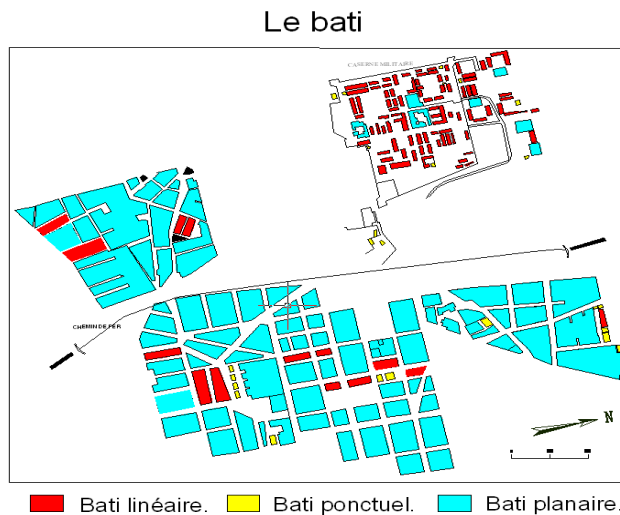 Le bati
CASERNE MILITAIRE
CHEMIN DE FER
N
Bati linéaire. Bati ponctuel. Bati planaire.